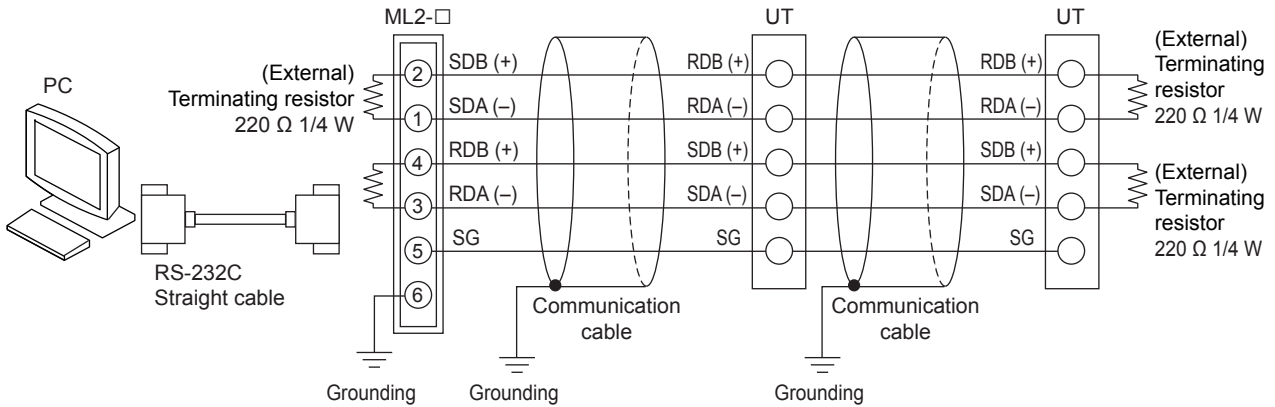 ML2-□
UT
UT
PC
(External)
Terminating resistor
220 Ω 1/4 W
RS-232C
Straight cable
2
1
4
3
5
6
SDB (+)
SDA (–)
RDB (+)
RDA (–)
SG
RDB (+)
RDA (–)
SDB (+)
SDA (–)
SG
RDB (+)
RDA (–)
SDB (+)
SDA (–)
SG
(External)
Terminating
resistor
220 Ω 1/4 W
(External)
Terminating
resistor
220 Ω 1/4 W
Communication
cable
Communication
cable
Grounding
Grounding
Grounding